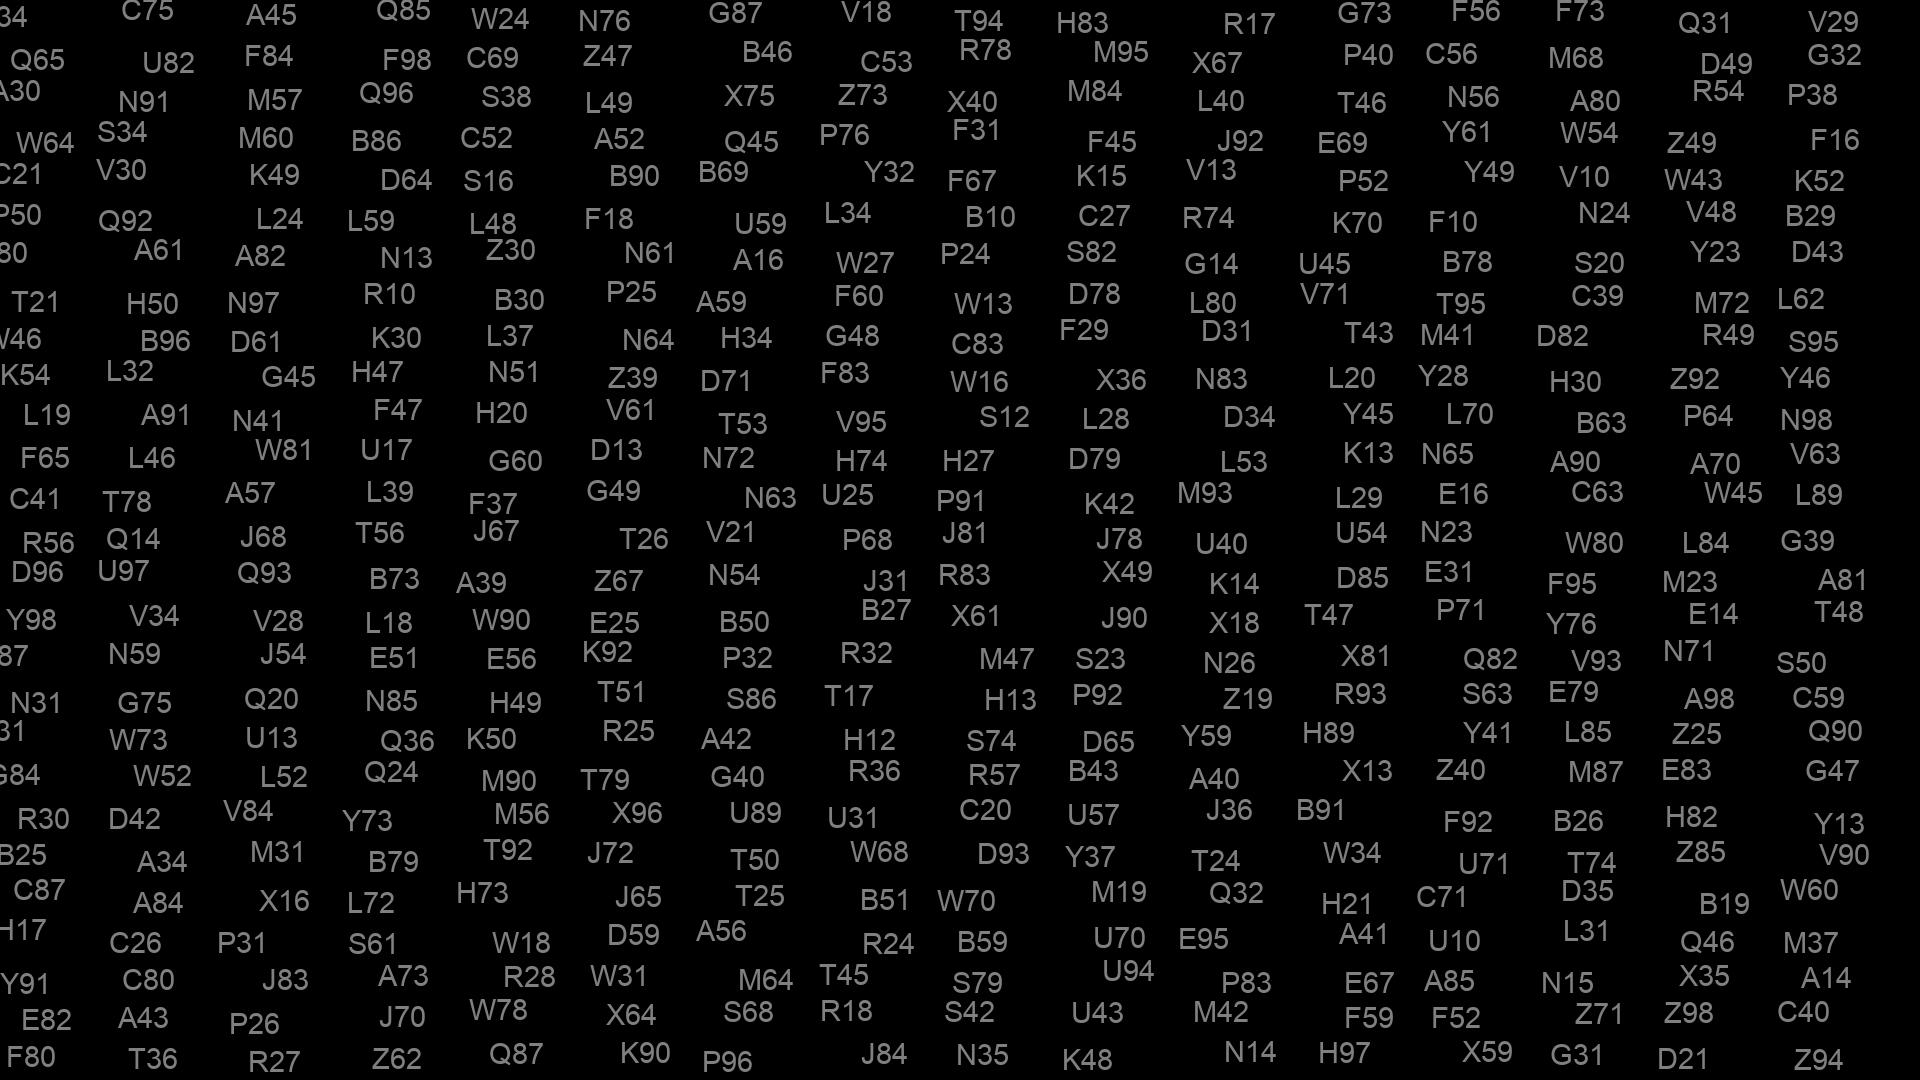 34 C75 A45 Q85 W24 N76 G87 V18 T94 H83 R17 G73 F56 F73 Q31 V29
Q65 U82 F84 F98 C69 Z47 B46 C53 R78 M95 X67 P40 C56 M68 D49 G32
A30 N91 M57 Q96 S38 L49 X75 Z73 X40 M84 L40 T46 N56 A80 R54 P38
W64 S34 M60 B86 C52 A52 Q45 P76 F31 F45 J92 E69 Y61 W54 Z49 F16
C21 V30 K49 D64 S16 B90 B69 Y32 F67 K15 V13 P52 Y49 V10 W43 K52
P50 Q92 L24 L59 L48 F18 U59 L34 B10 C27 R74 K70 F10 N24 V48 B29
80 A61 A82 N13 Z30 N61 A16 W27 P24 S82 G14 U45 B78 S20 Y23 D43
T21 H50 N97 R10 B30 P25 A59 F60 W13 D78 L80 V71 T95 C39 M72 L62
W46 B96 D61 K30 L37 N64 H34 G48 C83 F29 D31 T43 M41 D82 R49 S95
K54 L32 G45 H47 N51 Z39 D71 F83 W16 X36 N83 L20 Y28 H30 Z92 Y46
L19 A91 N41 F47 H20 V61 T53 V95 S12 L28 D34 Y45 L70 B63 P64 N98
F65 L46 W81 U17 G60 D13 N72 H74 H27 D79 L53 K13 N65 A90 A70 V63
C41 T78 A57 L39 F37 G49 N63 U25 P91 K42 M93 L29 E16 C63 W45 L89
R56 Q14 J68 T56 J67 T26 V21 P68 J81 J78 U40 U54 N23 W80 L84 G39
D96 U97 Q93 B73 A39 Z67 N54 J31 R83 X49 K14 D85 E31 F95 M23 A81
Y98 V34 V28 L18 W90 E25 B50 B27 X61 J90 X18 T47 P71 Y76 E14 T48
87 N59 J54 E51 E56 K92 P32 R32 M47 S23 N26 X81 Q82 V93 N71 S50
N31 G75 Q20 N85 H49 T51 S86 T17 H13 P92 Z19 R93 S63 E79 A98 C59
31 W73 U13 Q36 K50 R25 A42 H12 S74 D65 Y59 H89 Y41 L85 Z25 Q90
G84 W52 L52 Q24 M90 T79 G40 R36 R57 B43 A40 X13 Z40 M87 E83 G47
R30 D42 V84 Y73 M56 X96 U89 U31 C20 U57 J36 B91 F92 B26 H82 Y13
B25 A34 M31 B79 T92 J72 T50 W68 D93 Y37 T24 W34 U71 T74 Z85 V90
C87 A84 X16 L72 H73 J65 T25 B51 W70 M19 Q32 H21 C71 D35 B19 W60
H17 C26 P31 S61 W18 D59 A56 R24 B59 U70 E95 A41 U10 L31 Q46 M37
Y91 C80 J83 A73 R28 W31 M64 T45 S79 U94 P83 E67 A85 N15 X35 A14
E82 A43 P26 J70 W78 X64 S68 R18 S42 U43 M42 F59 F52 Z71 Z98 C40
F80 T36 R27 Z62 Q87 K90 P96 J84 N35 K48 N14 H97 X59 G31 D21 Z94